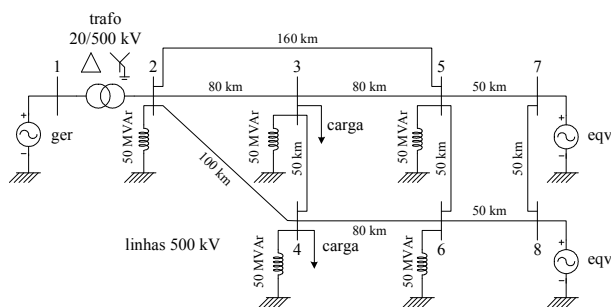 trafo
20/500 kV
160 km
1
2
3
5
7
80 km
80 km
50 km
ger
50 MVAr
100 km
50 MVAr
carga
50 km
50 MVAr
50 km
50 km
eqv
linhas 500 kV
4
80 km
6
50 km
8
50 MVAr
carga
50 MVAr
eqv